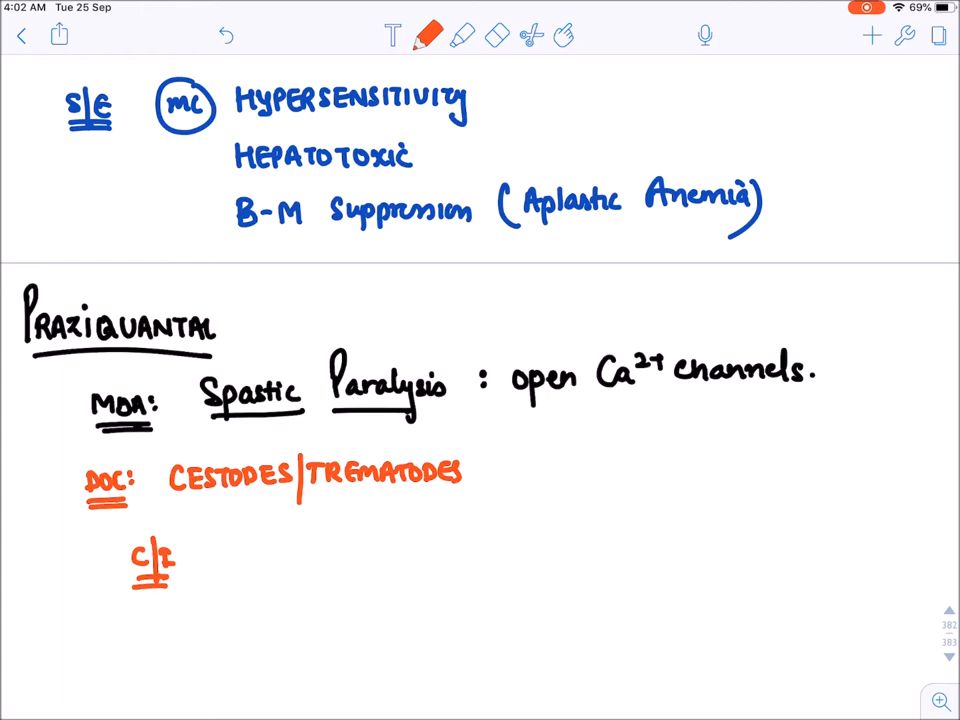 4:02 AM Tue 25 Sep 69%
T
S/E MC HYPERSENSITIVITY
HEPATOTOXIC
B-M Suppression (Aplastic Anemia)
PRAZIQUANTAL
MOA: Spastic Paralysis : open Ca2+ channels.
DOC: CESTODES/TREMATODES
C/I
382
383